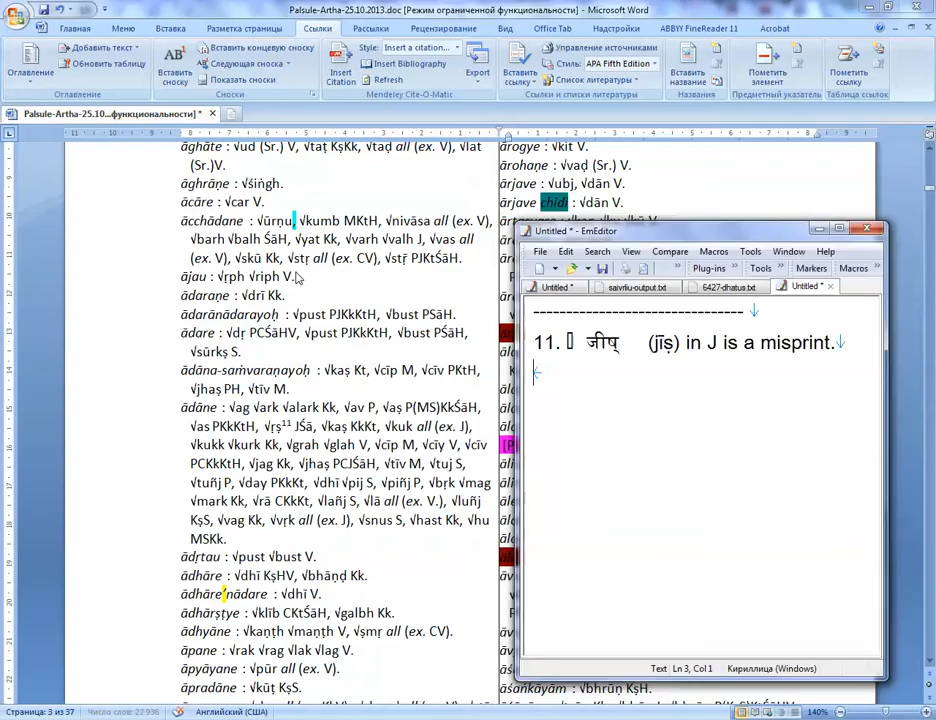 Palsule-Artha-25.10.2013.doc [Режим ограниченной функциональности] - Microsoft Word
Главная Меню Вставка Разметка страницы Ссылки Рассылки Рецензирование Вид Office Tab Надстройки ABBYY FineReader 11 Acrobat
Оглавление
Добавить текст
Обновить таблицу
Оглавление
AB
Вставить сноску
Вставить концевую сноску
Следующая сноска
Показать сноски
Сноски
Insert Citation
Style: Insert a citation...
Insert Bibliography
Refresh
Export
Mendeley Cite-O-Matic
Вставить ссылку
Управление источниками
Стиль: APA Fifth Edition
Список литературы
Ссылки и списки литературы
Вставить название
Названия
Пометить элемент
Предметный указатель
Пометить ссылку
Таблица ссылок
Palsule-Artha-25.10....функциональности] *
āghāte : √ud (Sr.) V, √taṭ KṣKk, √taḍ all (ex. V), √lat
(Sr.)V.
āghrāṇe : √śiṅgh.
ācāre : √car V.
ācchādane : √ūrṇu, √kumb MKtH, √nivāsa all (ex. V),
√barh √balh ŚāH, √yat Kk, √varh √valh J, √vas all
(ex. V), √skū Kk, √stṛ all (ex. CV), √stṝ PJKtŚāH.
ājau : √ṛph √riph V.
ādaraṇe : √drī Kk.
ādarānādarayoḥ : √pust PJKkKtH, √bust PSāH.
ādare : √dṛ PCŚāHV, √pust PJKkKtH, √bust PSāH,
√sūrkṣ S.
ādāna-saṁvaraṇayoḥ : √kaṣ Kt, √cīp M, √cīv PKtH,
√jhaṣ PH, √tīv M.
ādāne : √ag √ark √alark Kk, √av P, √aṣ P(MS)KkŚāH,
√as PKkKtH, √ṛṣ¹¹ JŚā, √kaṣ KkKt, √kuk all (ex. J),
√kukk √kurk Kk, √grah √glah V, √cīp M, √cīy V, √cīv
PCKkKtH, √jag Kk, √jhaṣ PCJŚāH, √tīv M, √tuj S,
√tuñj P, √day PKkKt, √dhī √pij S, √piñj P, √bṛk √mag
√mark Kk, √rā CKkKt, √lañj S, √lā all (ex. V.), √luñj
KṣS, √vag Kk, √vṛk all (ex. J), √snus S, √hast Kk, √hu
MSKk.
ādṛtau : √pust √bust V.
ādhāre : √dhī KṣHV, √bhāṇḍ Kk.
ādhāre'nādare : √dhī V.
ādhārṣṭye : √klīb CKtŚāH, √galbh Kk.
ādhyāne : √kaṇṭh √maṇṭh V, √smṛ all (ex. CV).
āpane : √rak √rag √lak √lag V.
āpyāyane : √pūr all (ex. V).
āpradāne : √kūṭ KṣS.
ārogye : √kit V.
ārohaṇe : √vaḍ (Sr.) V.
ārjave : √ubj, √dān V.
ārjave chidi : √dān V.
āśaṅkāyām : √bhrūṇ KṣH.
Untitled * - EmEditor
File Edit Search View Compare Macros Tools Window Help
Plug-ins Tools Markers Macros
Untitled * saivrliu-output.txt 6427-dhatus.txt Untitled *
-------------------------------- ↓
11. जीष् (jīṣ) in J is a misprint.↓
←
Text Ln 3, Col 1 Кириллица (Windows)
Страница: 3 из 37 Число слов: 22 936 Английский (США) 140%